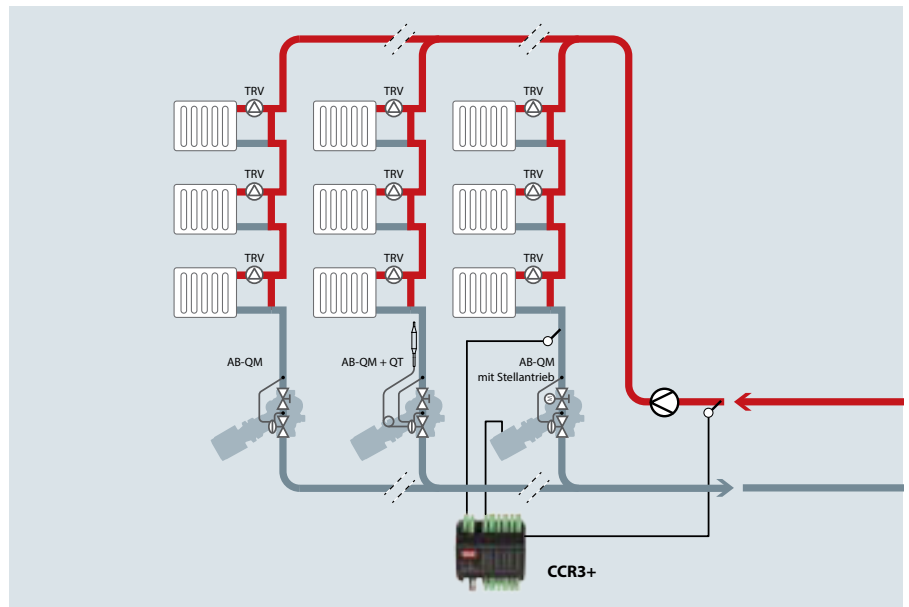 TRV TRV TRV
TRV TRV TRV
TRV TRV TRV
AB-QM
AB-QM + QT
AB-QM
mit Stellantrieb
CCR3+